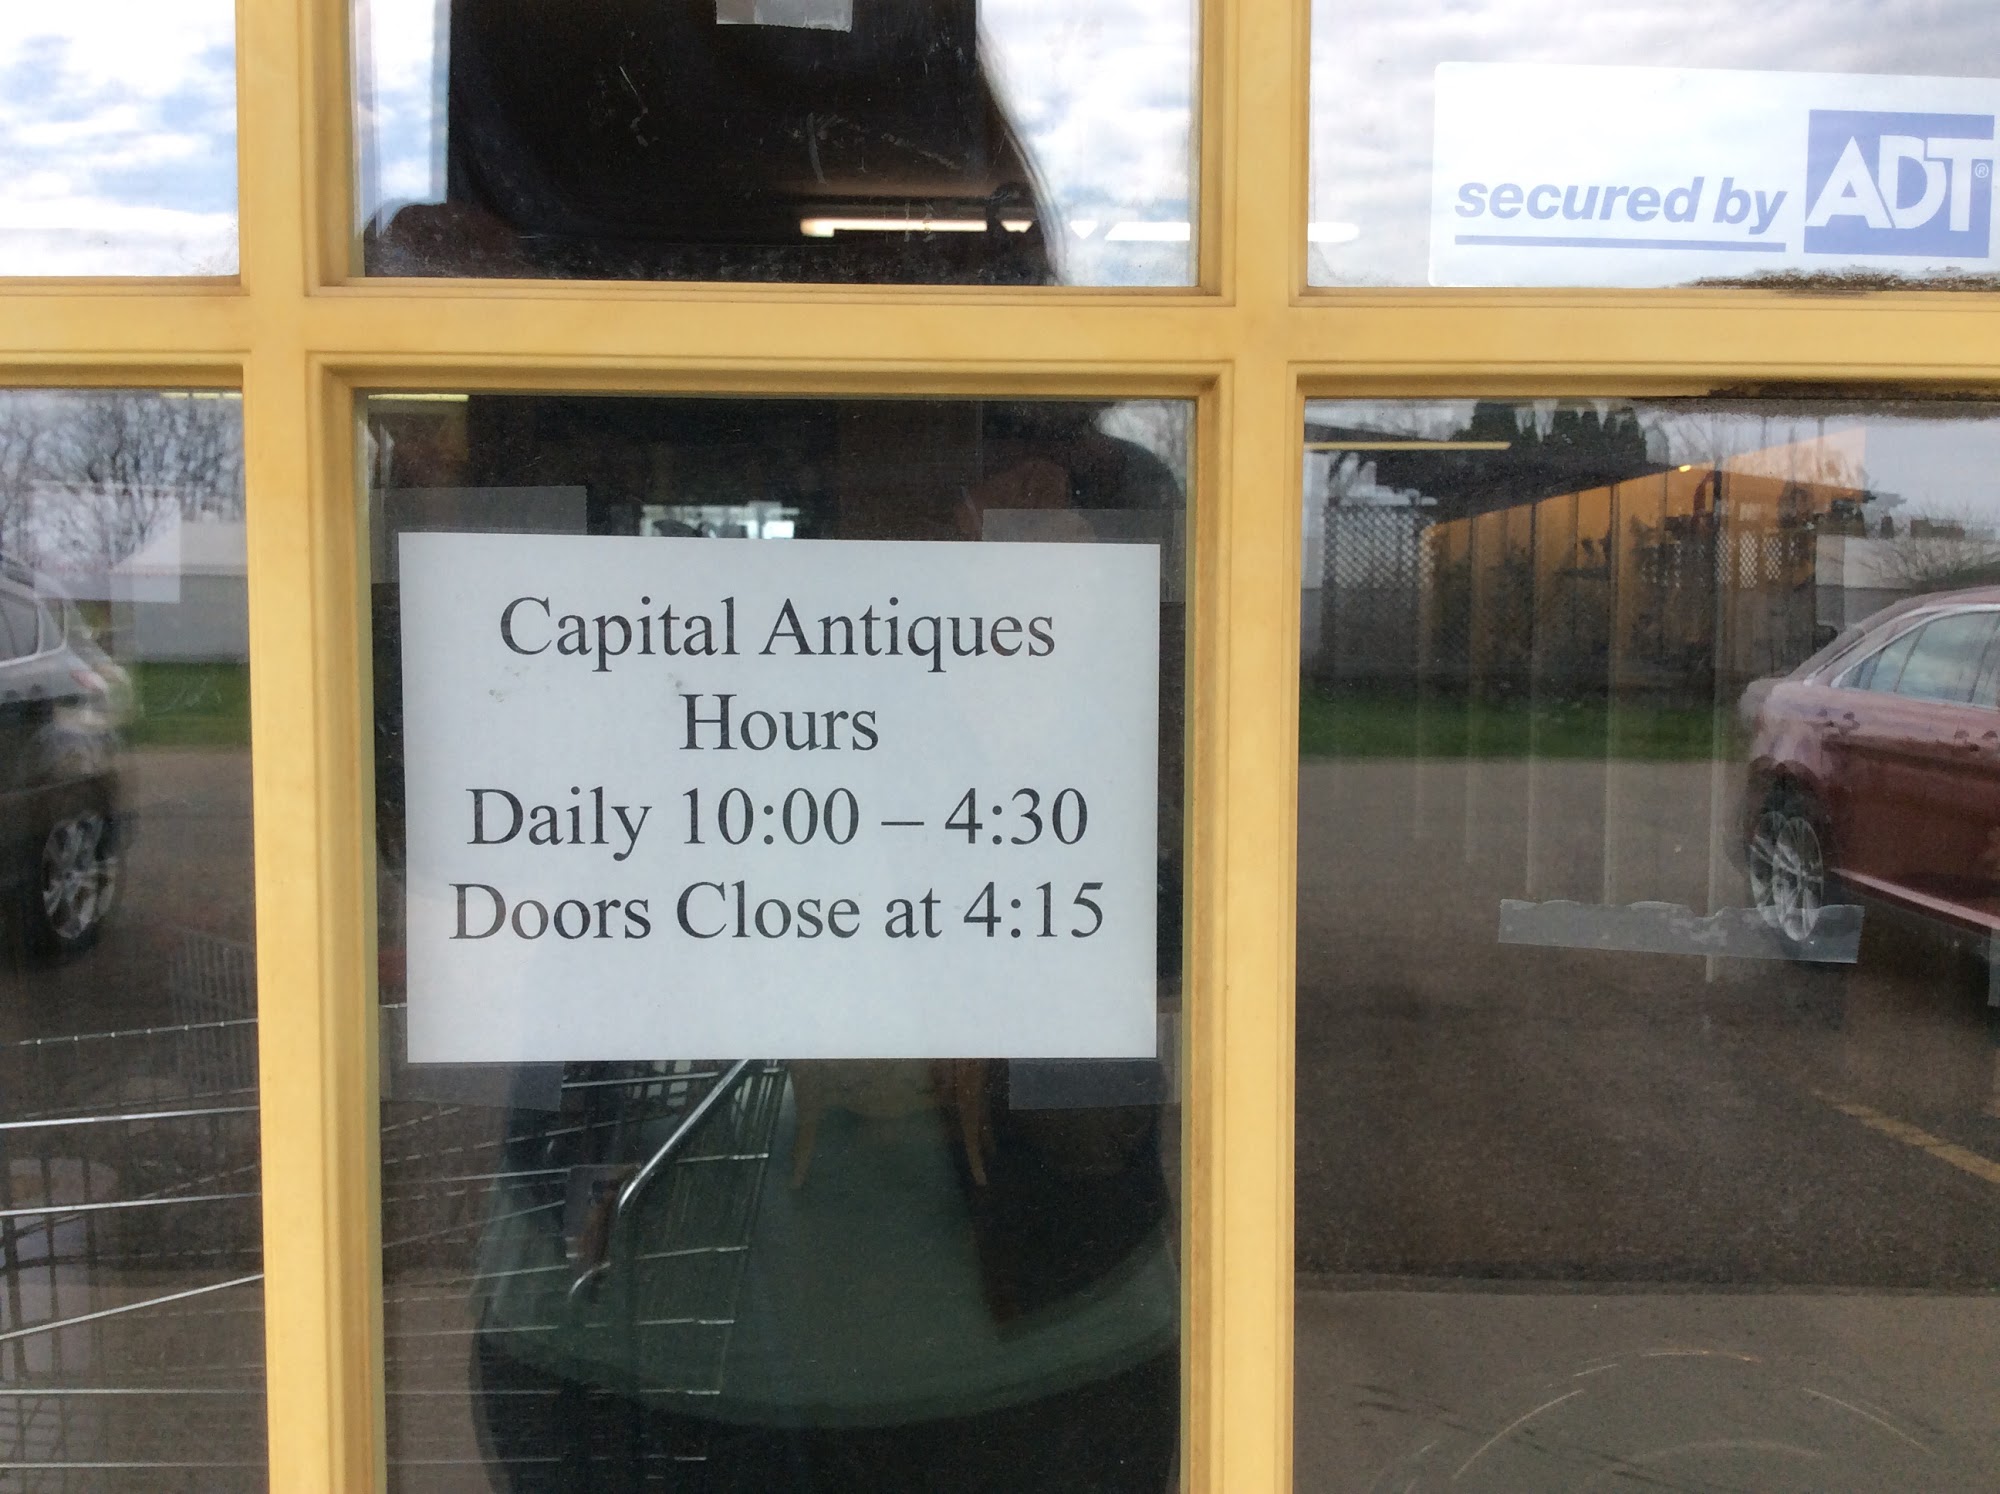 secured by ADT®
Capital Antiques
Hours
Daily 10:00 – 4:30
Doors Close at 4:15